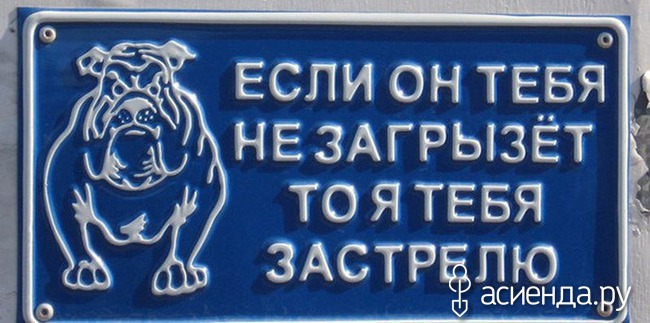 ЕСЛИ ОН ТЕБЯ
НЕ ЗАГРЫЗЁТ
ТО Я ТЕБЯ
ЗАСТРЕЛЮ
асиенда.ру